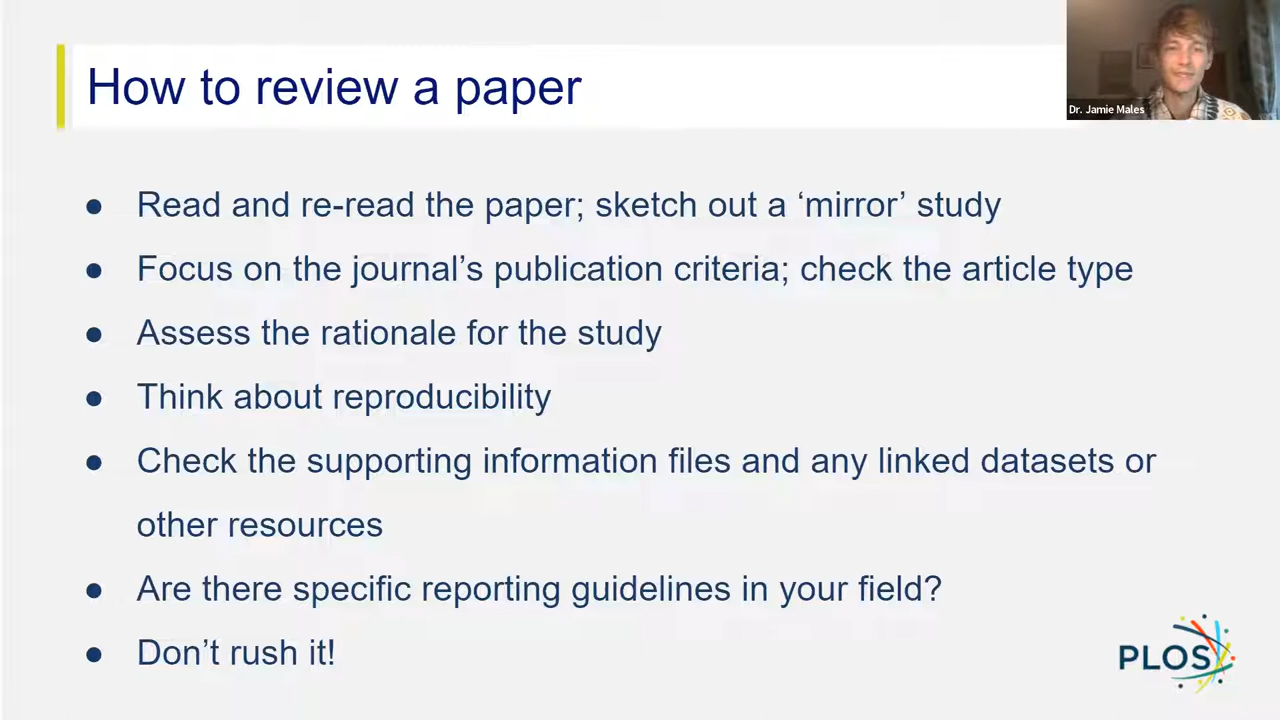 How to review a paper
Dr. Jamie Males
● Read and re-read the paper; sketch out a ‘mirror’ study
● Focus on the journal’s publication criteria; check the article type
● Assess the rationale for the study
● Think about reproducibility
● Check the supporting information files and any linked datasets or
other resources
● Are there specific reporting guidelines in your field?
● Don’t rush it!
PLOS